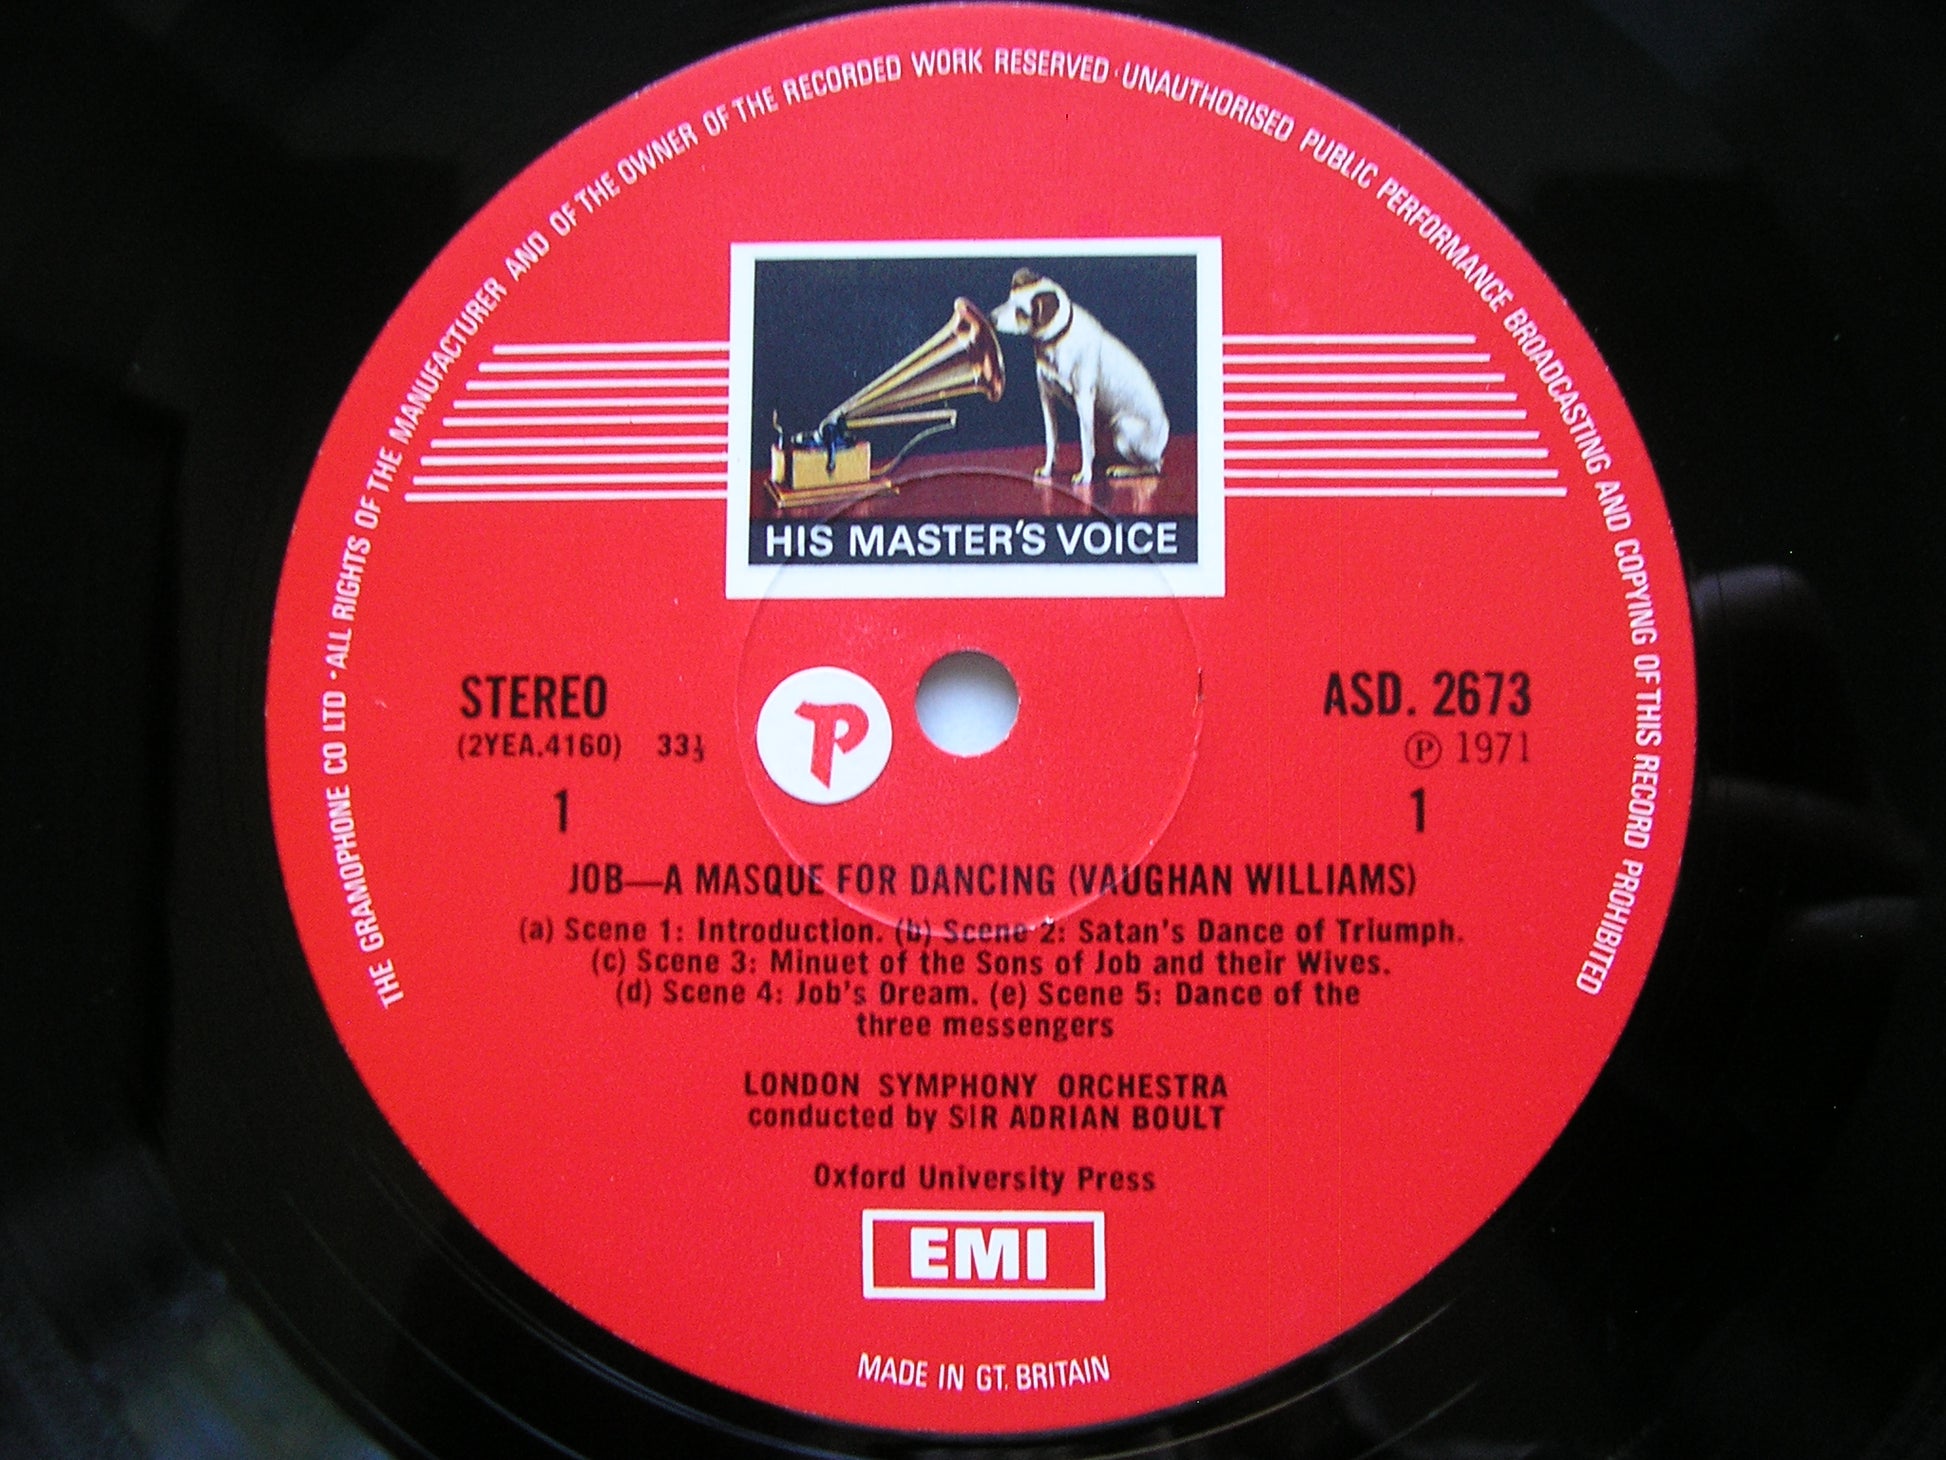 THE GRAMOPHONE CO LTD · ALL RIGHTS OF THE MANUFACTURER AND OF THE OWNER OF THE RECORDED WORK RESERVED · UNAUTHORISED PUBLIC PERFORMANCE BROADCASTING AND COPYING OF THIS RECORD PROHIBITED
HIS MASTER'S VOICE
STEREO
(2YEA.4160) 33⅓
1
P
ASD. 2673
℗ 1971
1
JOB—A MASQUE FOR DANCING (VAUGHAN WILLIAMS)
(a) Scene 1: Introduction. (b) Scene 2: Satan's Dance of Triumph.
(c) Scene 3: Minuet of the Sons of Job and their Wives.
(d) Scene 4: Job's Dream. (e) Scene 5: Dance of the
three messengers
LONDON SYMPHONY ORCHESTRA
conducted by SIR ADRIAN BOULT
Oxford University Press
EMI
MADE IN GT. BRITAIN